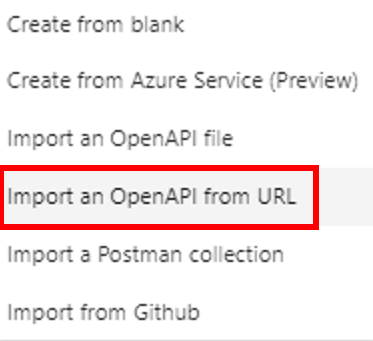 Create from blank
Create from Azure Service (Preview)
Import an OpenAPI file
Import an OpenAPI from URL
Import a Postman collection
Import from Github